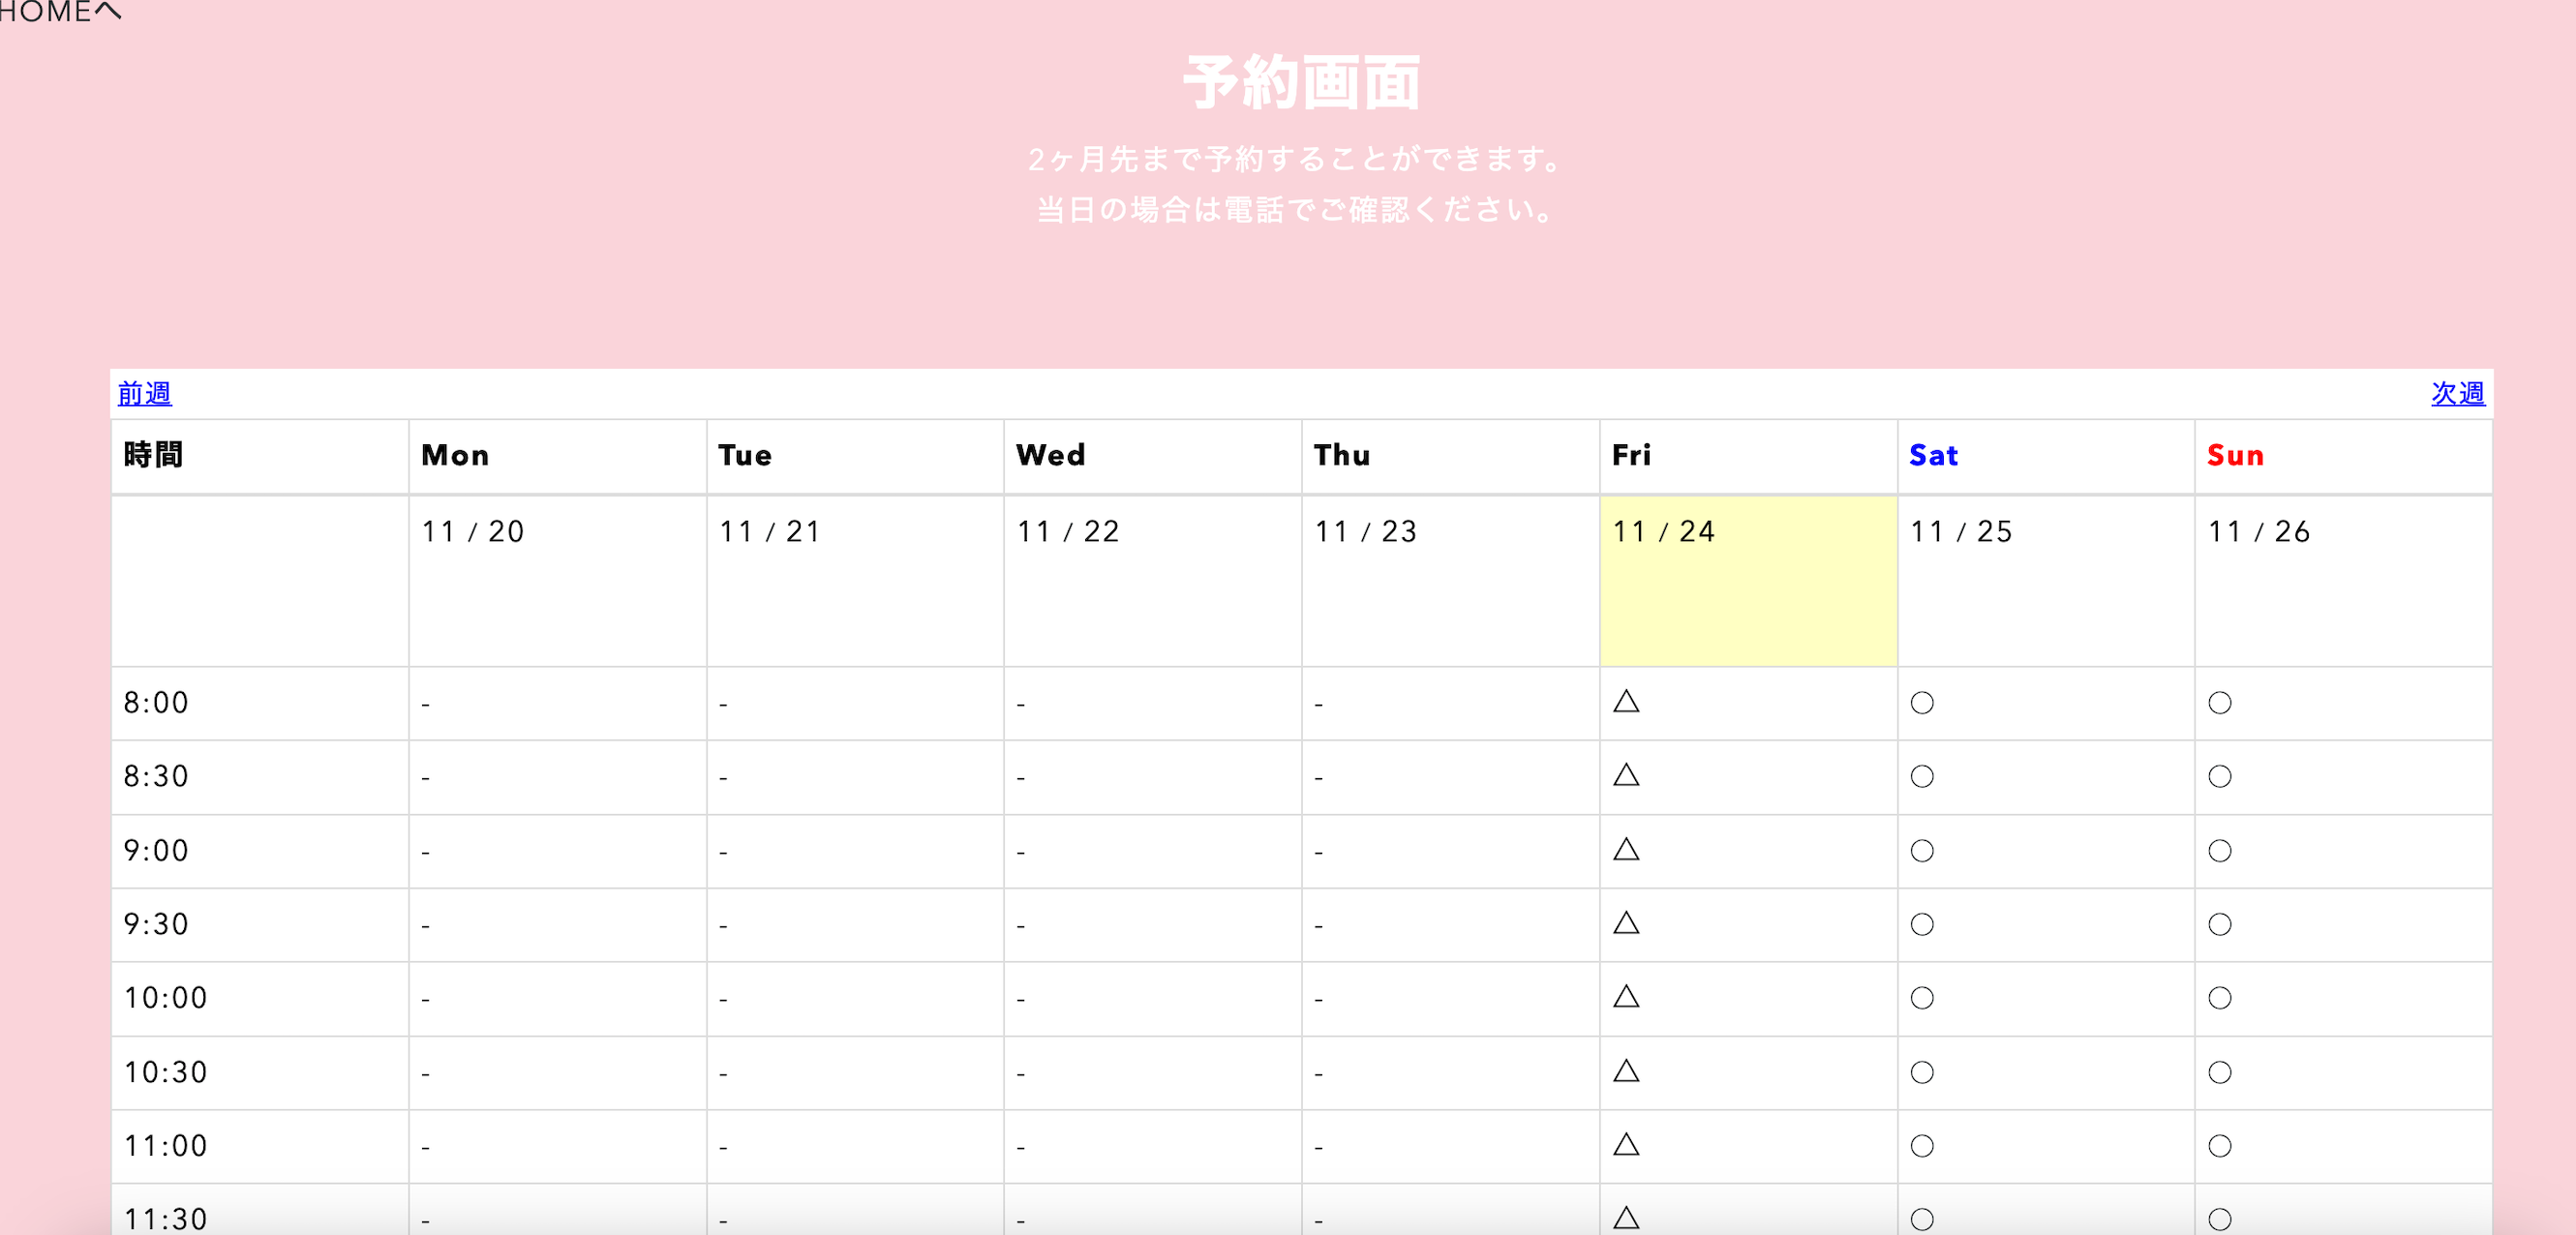 HOMEへ
予約画面
2ヶ月先まで予約することができます。
当日の場合は電話でご確認ください。
前週 次週
時間 Mon Tue Wed Thu Fri Sat Sun
11 / 20 11 / 21 11 / 22 11 / 23 11 / 24 11 / 25 11 / 26
8:00 - - - - △ ○ ○
8:30 - - - - △ ○ ○
9:00 - - - - △ ○ ○
9:30 - - - - △ ○ ○
10:00 - - - - △ ○ ○
10:30 - - - - △ ○ ○
11:00 - - - - △ ○ ○
11:30 - - - - △ ○ ○